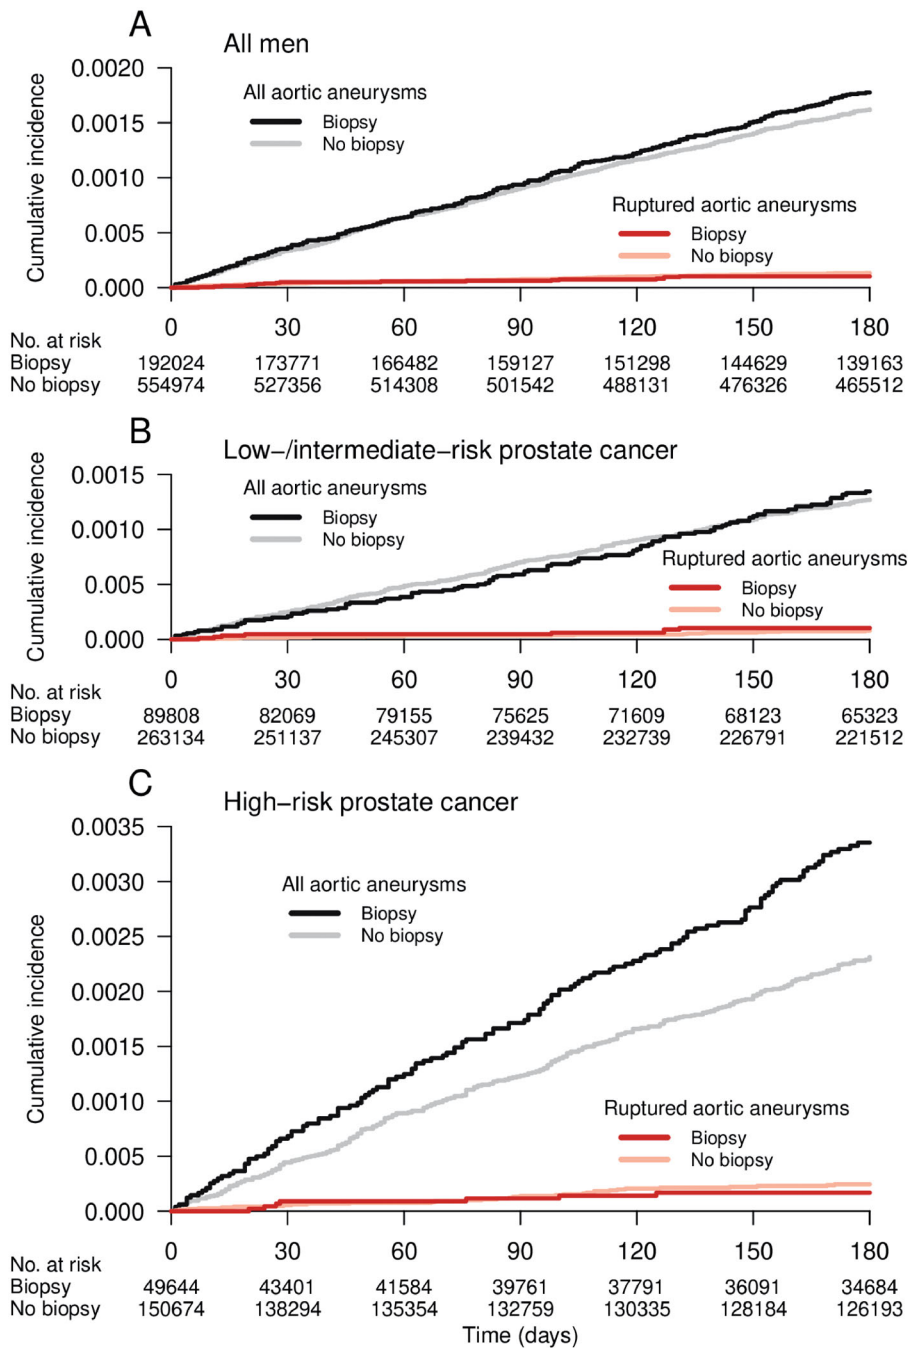 A
All men
Cumulative incidence
0.0020
0.0015
0.0010
0.005
0.000
All aortic aneurysms
Biopsy
No biopsy
Ruptured aortic aneurysms
Biopsy
No biopsy
0 30 60 90 120 150 180
No. at risk
Biopsy 192024 173771 166482 159127 151298 144629 139163
No biopsy 554974 527356 514308 501542 488131 476326 465512
B
Low–/intermediate–risk prostate cancer
Cumulative incidence
0.0015
0.0010
0.005
0.000
All aortic aneurysms
Biopsy
No biopsy
Ruptured aortic aneurysms
Biopsy
No biopsy
0 30 60 90 120 150 180
No. at risk
Biopsy 89808 82069 79155 75625 71609 68123 65323
No biopsy 263134 251137 245307 239432 232739 226791 221512
C
High–risk prostate cancer
Cumulative incidence
0.0035
0.0030
0.0025
0.0020
0.0015
0.0010
0.005
0.000
All aortic aneurysms
Biopsy
No biopsy
Ruptured aortic aneurysms
Biopsy
No biopsy
0 30 60 90 120 150 180
No. at risk
Biopsy 49644 43401 41584 39761 37791 36091 34684
No biopsy 150674 138294 135354 132759 130335 128184 126193
Time (days)